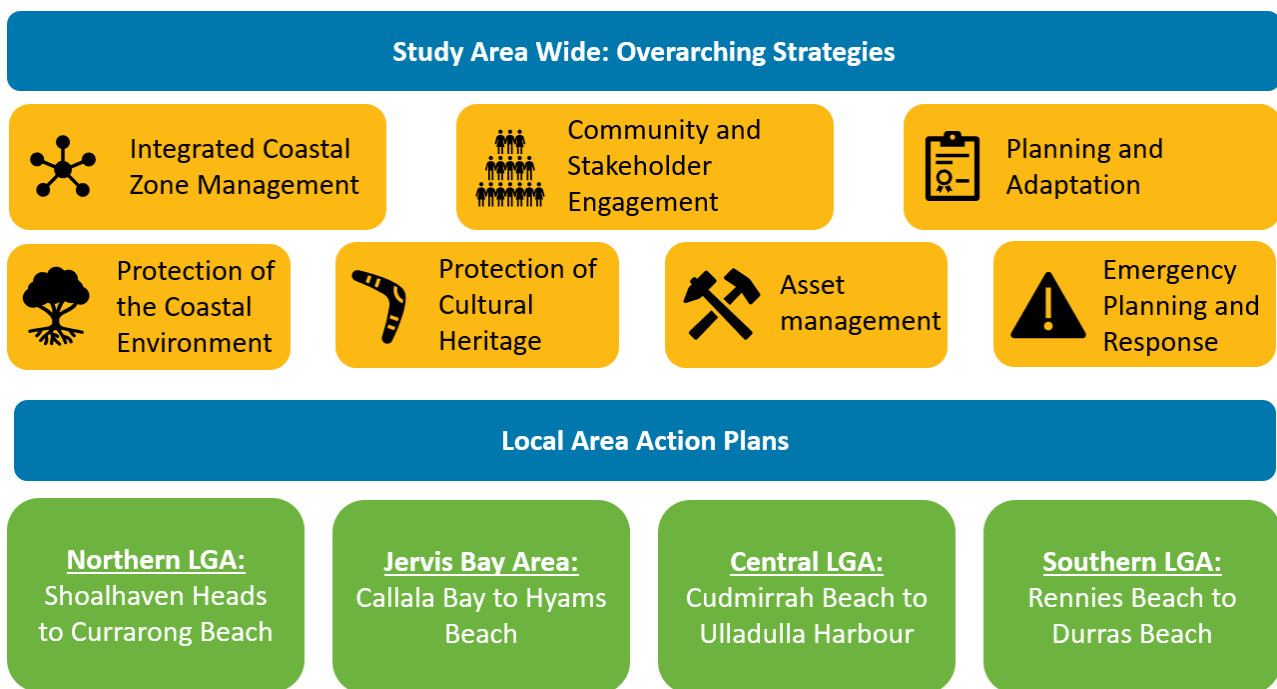 Study Area Wide: Overarching Strategies
Integrated Coastal
Zone Management
Community and
Stakeholder
Engagement
Planning and
Adaptation
Protection of
the Coastal
Environment
Protection of
Cultural
Heritage
Asset
management
Emergency
Planning and
Response
Local Area Action Plans
Northern LGA:
Shoalhaven Heads
to Currarong Beach
Jervis Bay Area:
Callala Bay to Hyams
Beach
Central LGA:
Cudmirrah Beach to
Ulladulla Harbour
Southern LGA:
Rennies Beach to
Durras Beach